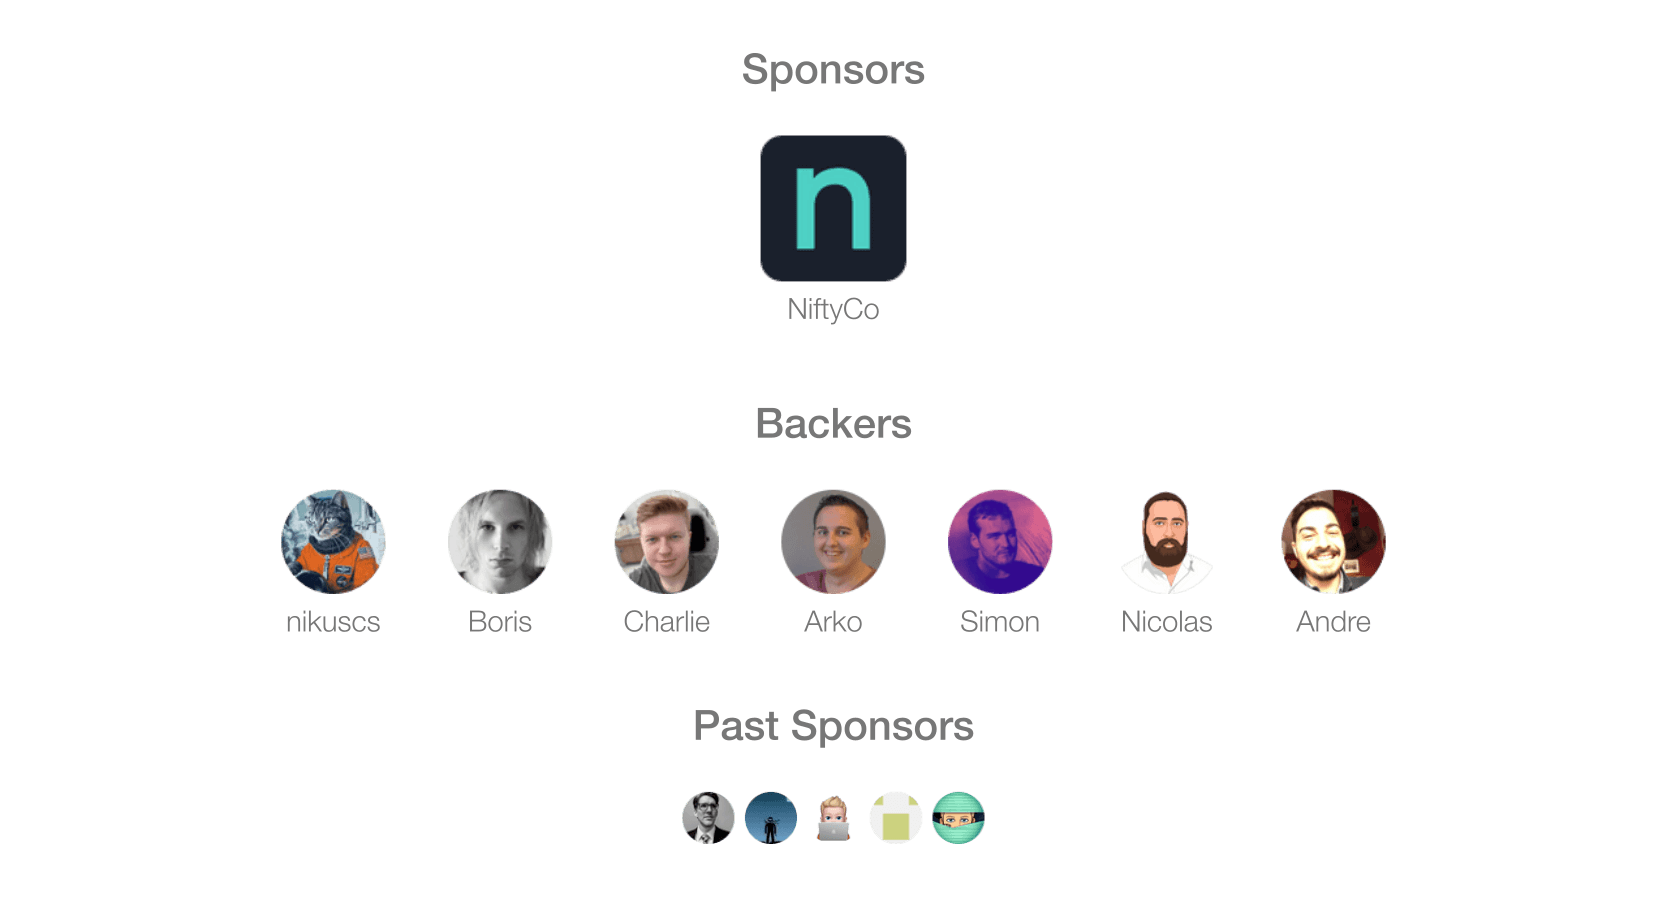 Sponsors
n
NiftyCo
Backers
nikuscs Boris Charlie Arko Simon Nicolas Andre
Past Sponsors